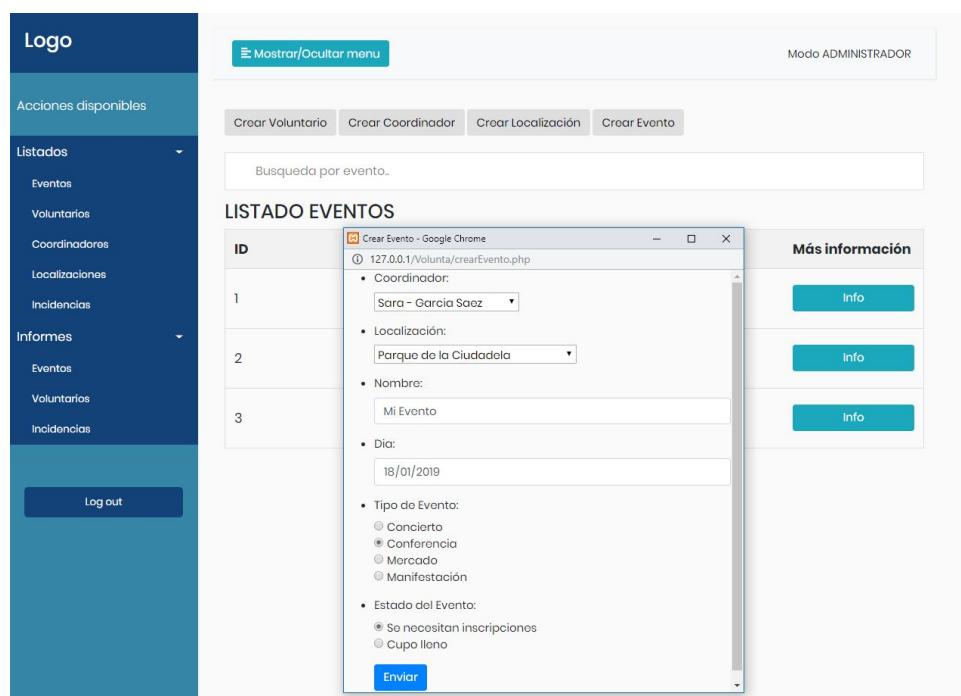 Logo
Mostrar/Ocultar menu
Modo ADMINISTRADOR
Acciones disponibles
Crear Voluntario Crear Coordinador Crear Localización Crear Evento
Listados
Eventos
Voluntarios
Coordinadores
Localizaciones
Incidencias
Informes
Eventos
Voluntarios
Incidencias
Log out
Busqueda por evento..
LISTADO EVENTOS
ID
Más información
1
Info
2
Info
3
Info
Crear Evento - Google Chrome
127.0.0.1/Volunta/crearEvento.php
• Coordinador:
Sara - Garcia Saez
• Localización:
Parque de la Ciudadela
• Nombre:
Mi Evento
• Dia:
18/01/2019
• Tipo de Evento:
Concierto
Conferencia
Mercado
Manifestación
• Estado del Evento:
Se necesitan inscripciones
Cupo lleno
Enviar